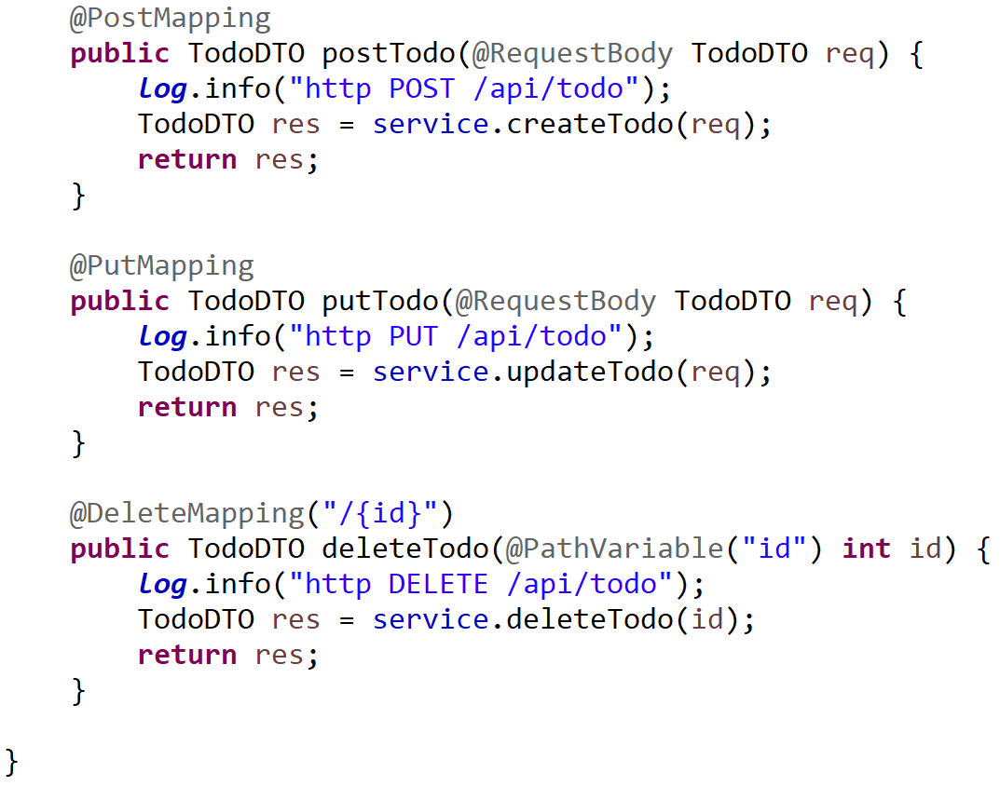 @PostMapping
public TodoDTO postTodo(@RequestBody TodoDTO req) {
log.info("http POST /api/todo");
TodoDTO res = service.createTodo(req);
return res;
}
@PutMapping
public TodoDTO putTodo(@RequestBody TodoDTO req) {
log.info("http PUT /api/todo");
TodoDTO res = service.updateTodo(req);
return res;
}
@DeleteMapping("/{id}")
public TodoDTO deleteTodo(@PathVariable("id") int id) {
log.info("http DELETE /api/todo");
TodoDTO res = service.deleteTodo(id);
return res;
}
}